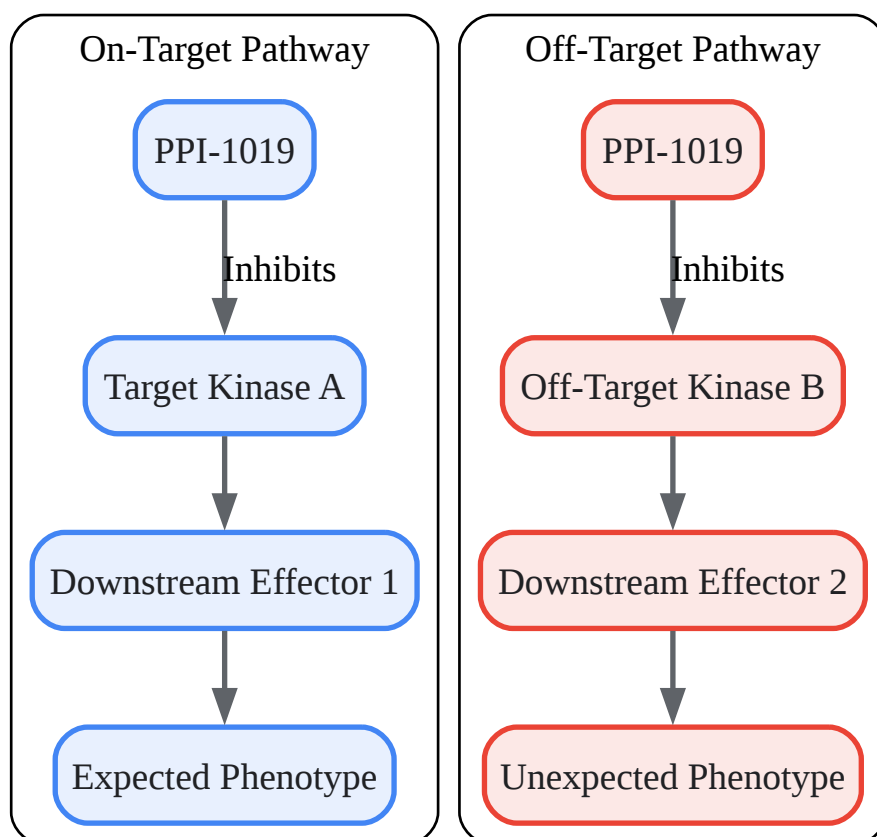 On-Target Pathway
PPI-1019
Inhibits
Target Kinase A
Downstream Effector 1
Expected Phenotype
Off-Target Pathway
PPI-1019
Inhibits
Off-Target Kinase B
Downstream Effector 2
Unexpected Phenotype